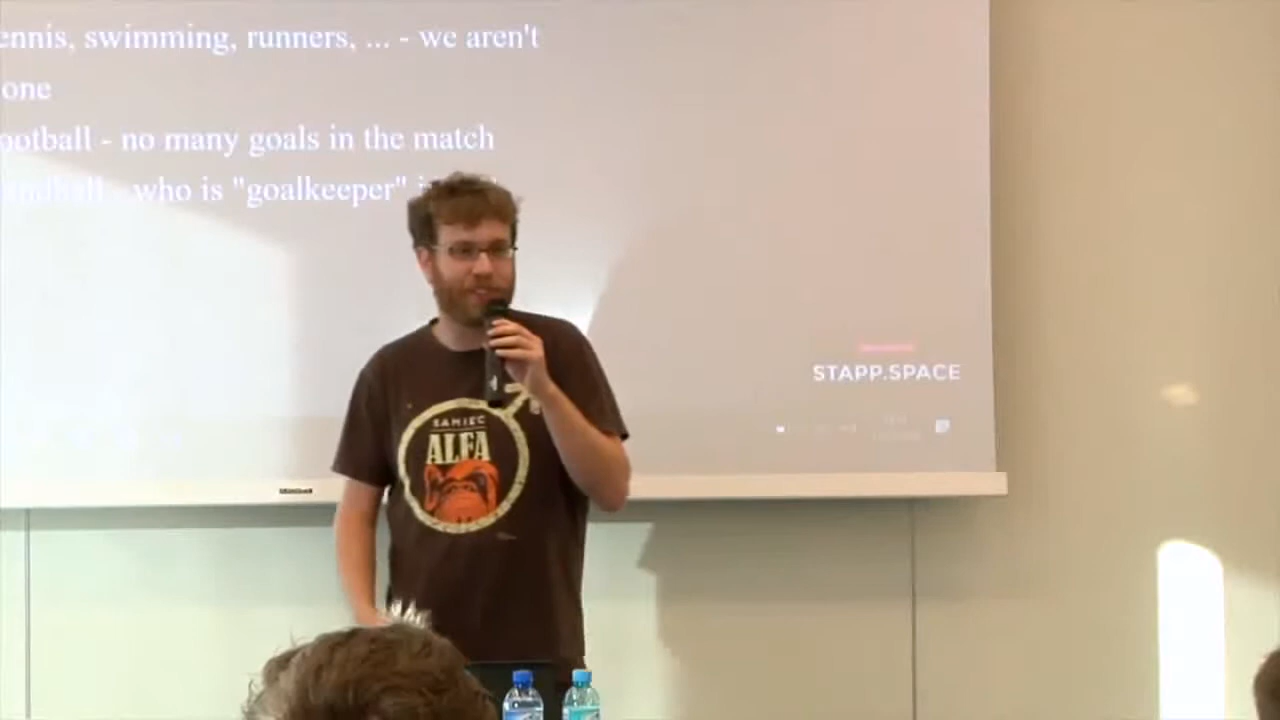 ennis, swimming, runners, ... - we aren't
one
ootball - no many goals in the match
andball - who is "goalkeeper"
STAPP.SPACE
SAMIEC
ALFA